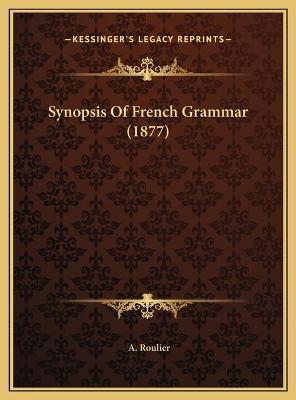 ~KESSINGER'S LEGACY REPRINTS~
Synopsis Of French Grammar
(1877)
A. Roulier